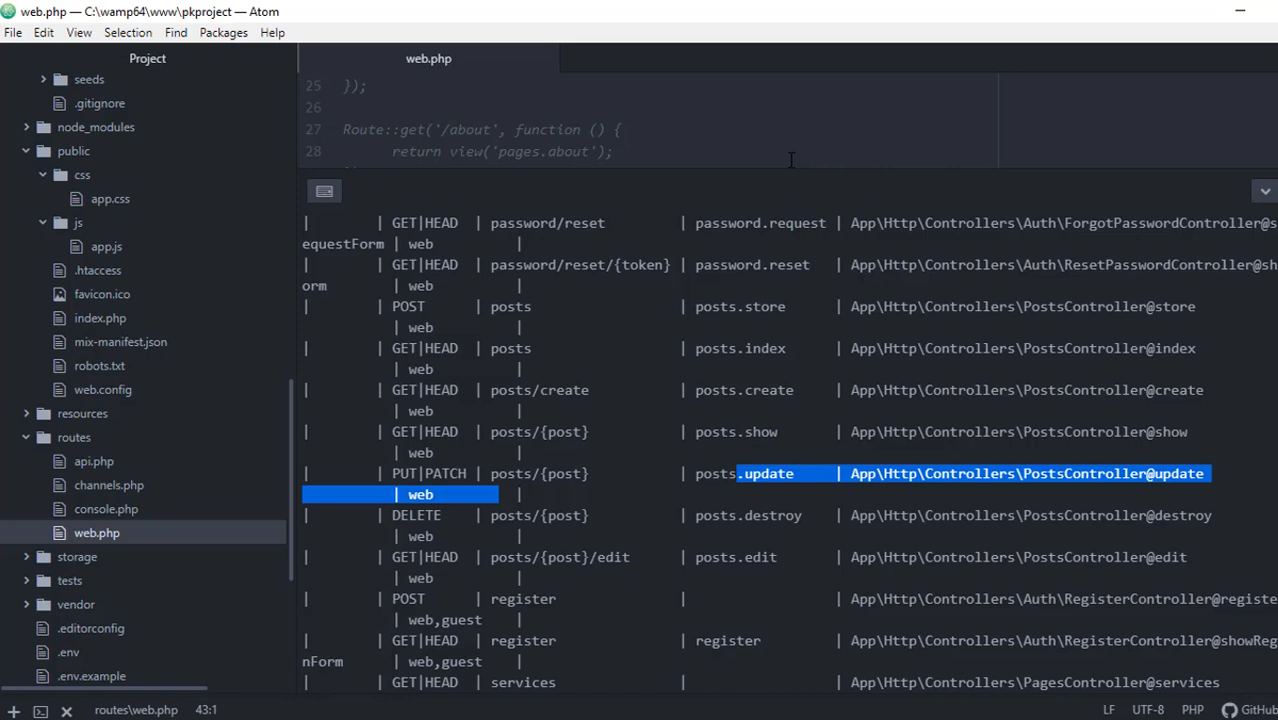 web.php — C:\wamp64\www\pkproject — Atom
File Edit View Selection Find Packages Help
Project
seeds
.gitignore
node_modules
public
css
app.css
js
app.js
.htaccess
favicon.ico
index.php
mix-manifest.json
robots.txt
web.config
resources
routes
api.php
channels.php
console.php
web.php
storage
tests
vendor
.editorconfig
.env
.env.example
web.php
25 });
26
27 Route::get('/about', function () {
28 return view('pages.about');
| | GET|HEAD | password/reset | password.request | App\Http\Controllers\Auth\ForgotPasswordController@s
equestForm | web |
| | GET|HEAD | password/reset/{token} | password.reset | App\Http\Controllers\Auth\ResetPasswordController@sh
orm | web |
| | POST | posts | posts.store | App\Http\Controllers\PostsController@store
| web |
| | GET|HEAD | posts | posts.index | App\Http\Controllers\PostsController@index
| web |
| | GET|HEAD | posts/create | posts.create | App\Http\Controllers\PostsController@create
| web |
| | GET|HEAD | posts/{post} | posts.show | App\Http\Controllers\PostsController@show
| web |
| | PUT|PATCH | posts/{post} | posts.update | App\Http\Controllers\PostsController@update
| web |
| | DELETE | posts/{post} | posts.destroy | App\Http\Controllers\PostsController@destroy
| web |
| | GET|HEAD | posts/{post}/edit | posts.edit | App\Http\Controllers\PostsController@edit
| web |
| | POST | register | | App\Http\Controllers\Auth\RegisterController@registe
| web,guest |
| | GET|HEAD | register | register | App\Http\Controllers\Auth\RegisterController@showReg
nForm | web,guest |
| | GET|HEAD | services | | App\Http\Controllers\PagesController@services
routes\web.php 43:1 LF UTF-8 PHP GitHub